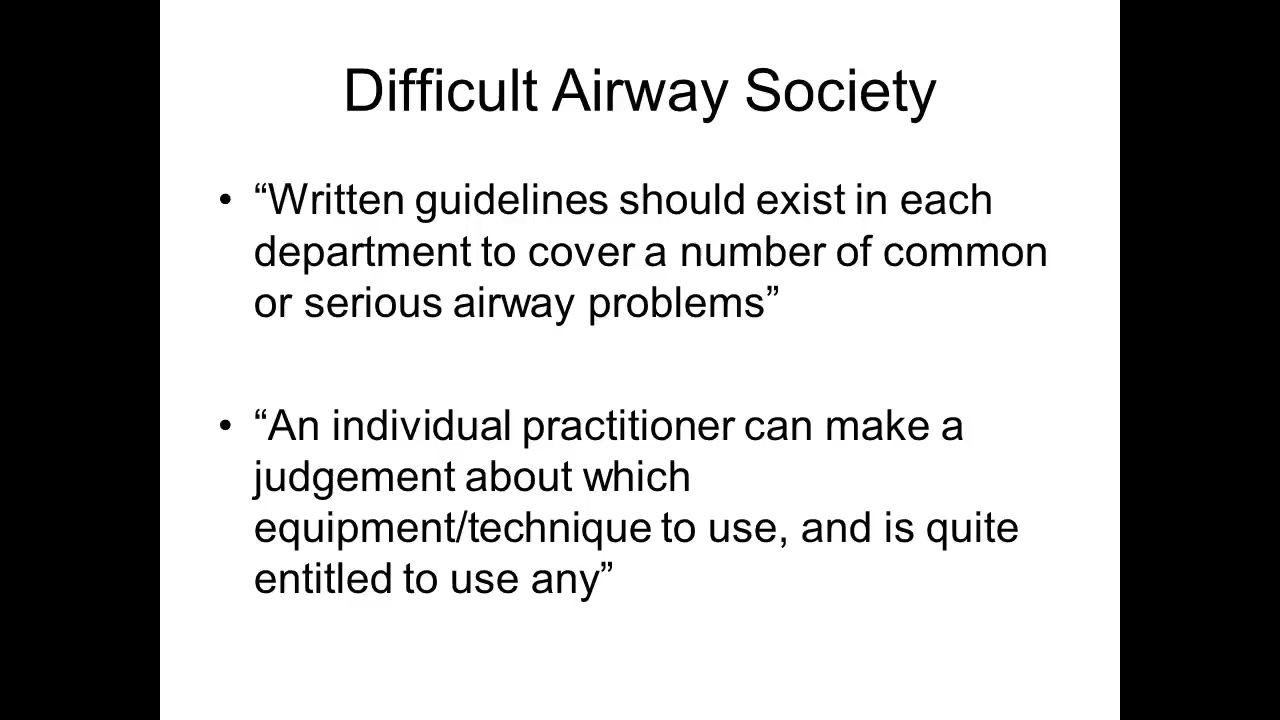 Difficult Airway Society
• “Written guidelines should exist in each
department to cover a number of common
or serious airway problems”
• “An individual practitioner can make a
judgement about which
equipment/technique to use, and is quite
entitled to use any”